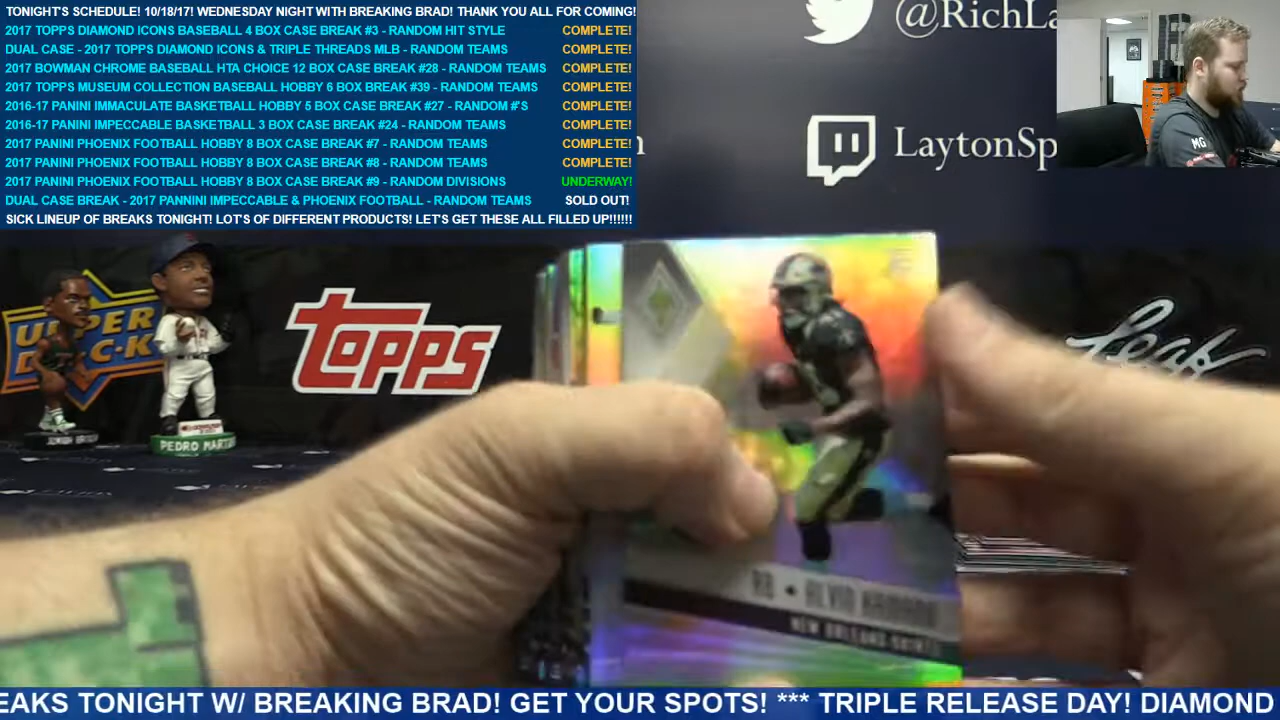 TONIGHT'S SCHEDULE! 10/18/17! WEDNESDAY NIGHT WITH BREAKING BRAD! THANK YOU ALL FOR COMING!
2017 TOPPS DIAMOND ICONS BASEBALL 4 BOX CASE BREAK #3 - RANDOM HIT STYLE COMPLETE!
DUAL CASE - 2017 TOPPS DIAMOND ICONS & TRIPLE THREADS MLB - RANDOM TEAMS COMPLETE!
2017 BOWMAN CHROME BASEBALL HTA CHOICE 12 BOX CASE BREAK #28 - RANDOM TEAMS COMPLETE!
2017 TOPPS MUSEUM COLLECTION BASEBALL HOBBY 6 BOX BREAK #39 - RANDOM TEAMS COMPLETE!
2016-17 PANINI IMMACULATE BASKETBALL HOBBY 5 BOX CASE BREAK #27 - RANDOM #'S COMPLETE!
2016-17 PANINI IMPECCABLE BASKETBALL 3 BOX CASE BREAK #24 - RANDOM TEAMS COMPLETE!
2017 PANINI PHOENIX FOOTBALL HOBBY 8 BOX CASE BREAK #7 - RANDOM TEAMS COMPLETE!
2017 PANINI PHOENIX FOOTBALL HOBBY 8 BOX CASE BREAK #8 - RANDOM TEAMS COMPLETE!
2017 PANINI PHOENIX FOOTBALL HOBBY 8 BOX CASE BREAK #9 - RANDOM DIVISIONS UNDERWAY!
DUAL CASE BREAK - 2017 PANNINI IMPECCABLE & PHOENIX FOOTBALL - RANDOM TEAMS SOLD OUT!
SICK LINEUP OF BREAKS TONIGHT! LOT'S OF DIFFERENT PRODUCTS! LET'S GET THESE ALL FILLED UP!!!!!!
@RichLa
LaytonSp
MG
UPPER DECK
TOPPS
Leaf
PEDRO MARTI
RB • ALVIN KAMARA
NEW ORLEANS SAINTS
EAKS TONIGHT W/ BREAKING BRAD! GET YOUR SPOTS! *** TRIPLE RELEASE DAY! DIAMOND